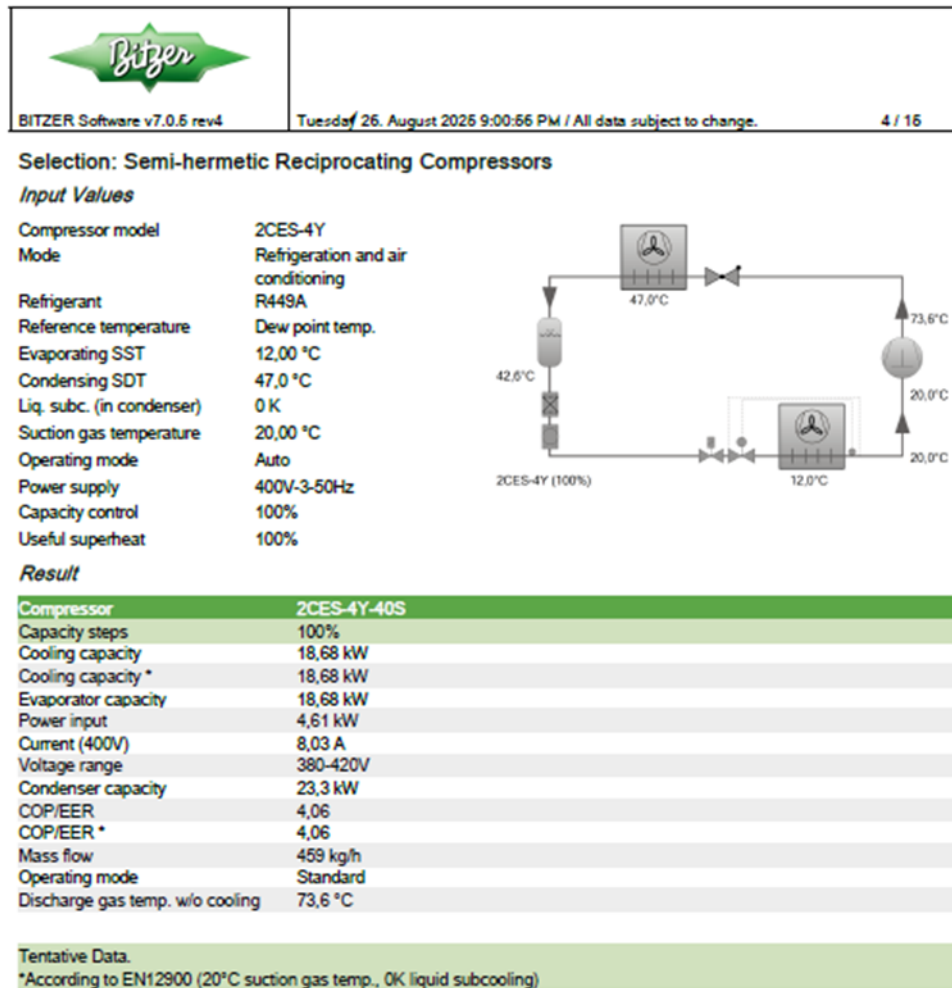 Bitzer
BITZER Software v7.0.5 rev4
Tuesday 26. August 2025 9:00:56 PM / All data subject to change.
4 / 15
Selection: Semi-hermetic Reciprocating Compressors
Input Values
Compressor model 2CES-4Y
Mode Refrigeration and air
conditioning
Refrigerant R449A
Reference temperature Dew point temp.
Evaporating SST 12,00 °C
Condensing SDT 47,0 °C
Liq. subc. (in condenser) 0 K
Suction gas temperature 20,00 °C
Operating mode Auto
Power supply 400V-3-50Hz
Capacity control 100%
Useful superheat 100%
47,0°C
73,6°C
42,6°C
20,0°C
20,0°C
2CES-4Y (100%)
12,0°C
Result
Compressor 2CES-4Y-40S
Capacity steps 100%
Cooling capacity 18,68 kW
Cooling capacity * 18,68 kW
Evaporator capacity 18,68 kW
Power input 4,61 kW
Current (400V) 8,03 A
Voltage range 380-420V
Condenser capacity 23,3 kW
COP/EER 4,06
COP/EER * 4,06
Mass flow 459 kg/h
Operating mode Standard
Discharge gas temp. w/o cooling 73,6 °C
Tentative Data.
*According to EN12900 (20°C suction gas temp., 0K liquid subcooling)